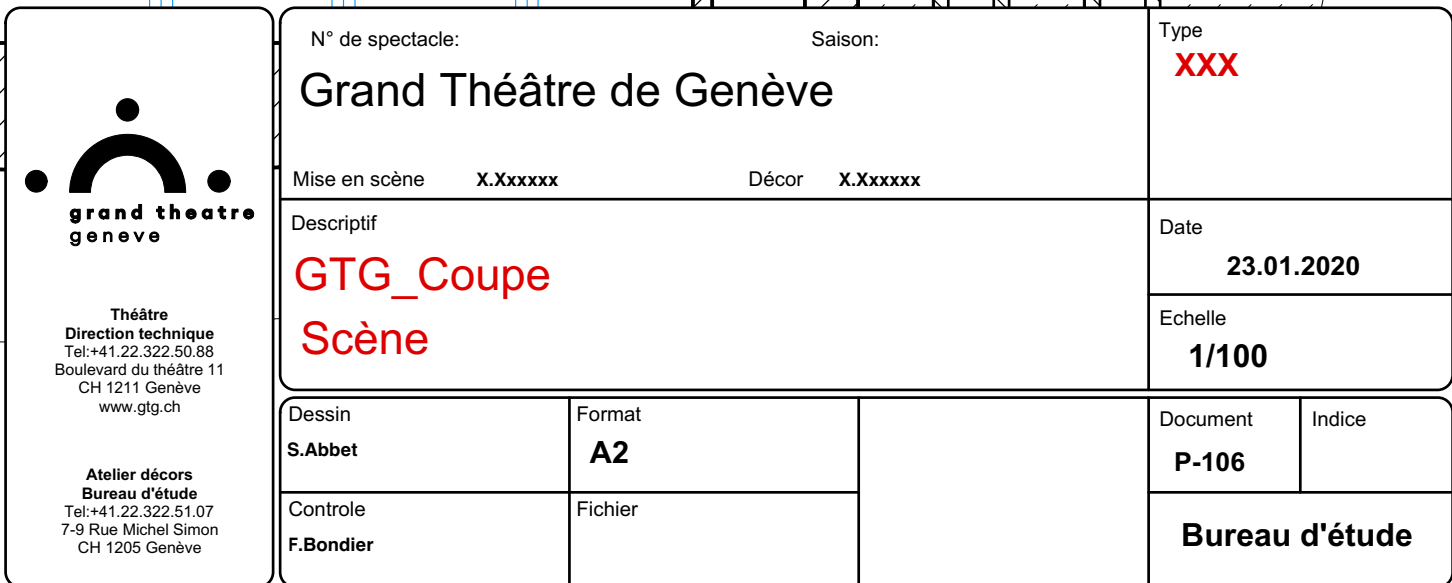 grand theatre
geneve
Théâtre
Direction technique
Tel:+41.22.322.50.88
Boulevard du théâtre 11
CH 1211 Genève
www.gtg.ch
Atelier décors
Bureau d'étude
Tel:+41.22.322.51.07
7-9 Rue Michel Simon
CH 1205 Genève
N° de spectacle: Saison:
Grand Théâtre de Genève
Mise en scène X.Xxxxxx Décor X.Xxxxxx
Type
XXX
Descriptif
GTG_Coupe
Scène
Date
23.01.2020
Echelle
1/100
Dessin
S.Abbet
Format
A2
Document
P-106
Indice
Controle
F.Bondier
Fichier
Bureau d'étude